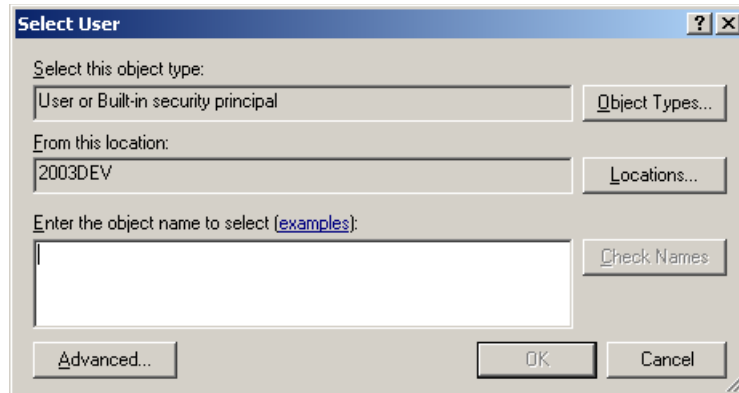 Select User
Select this object type:
User or Built-in security principal
Object Types...
From this location:
2003DEV
Locations...
Enter the object name to select (examples):
Check Names
Advanced...
OK
Cancel